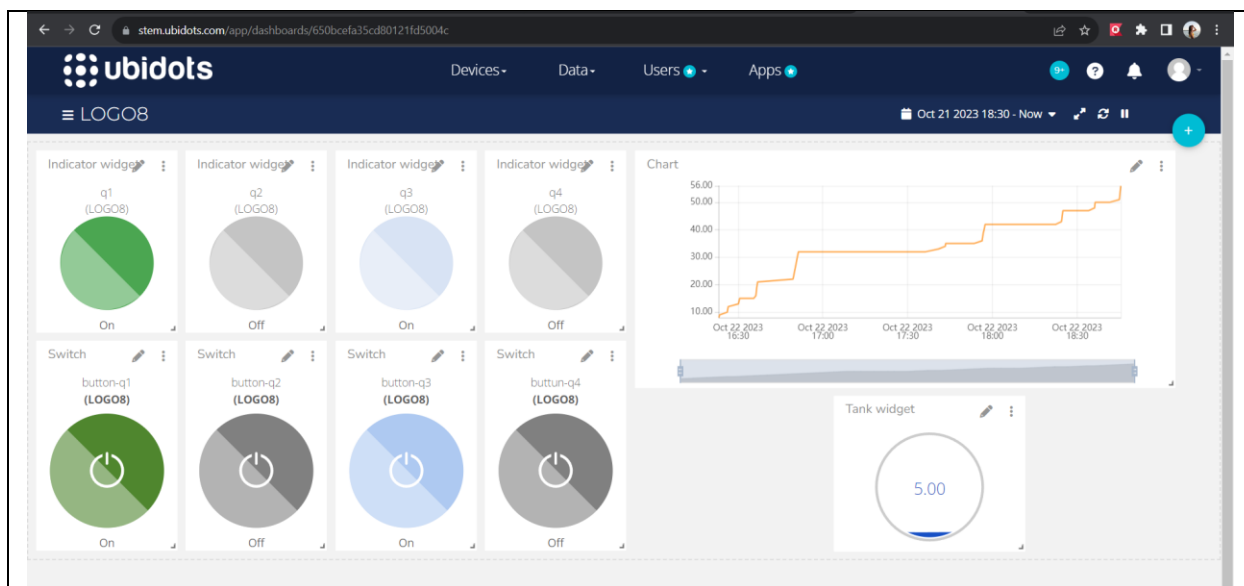 stem.ubidots.com/app/dashboards/650bcefa35cd80121fd5004c
ubidots Devices Data Users Apps 9+ ?
LOGO8 Oct 21 2023 18:30 - Now
Indicator widget Indicator widget Indicator widget Indicator widget Chart
q1 q2 q3 q4
(LOGO8) (LOGO8) (LOGO8) (LOGO8)
On Off On Off
56.00
50.00
40.00
30.00
20.00
10.00
Oct 22 2023 Oct 22 2023 Oct 22 2023 Oct 22 2023 Oct 22 2023
16:30 17:00 17:30 18:00 18:30
Switch Switch Switch Switch
button-q1 button-q2 button-q3 buttun-q4
(LOGO8) (LOGO8) (LOGO8) (LOGO8)
On Off On Off
Tank widget
5.00